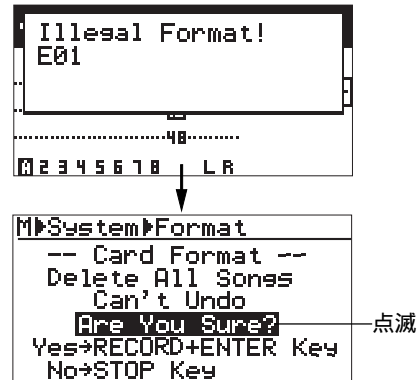 Illegal Format!
E01
48
A 2 3 4 5 6 7 8 L R
M▶System▶Format
-- Card Format --
Delete All Songs
Can't Undo
Are You Sure?
点滅
Yes→RECORD+ENTER Key
No→STOP Key